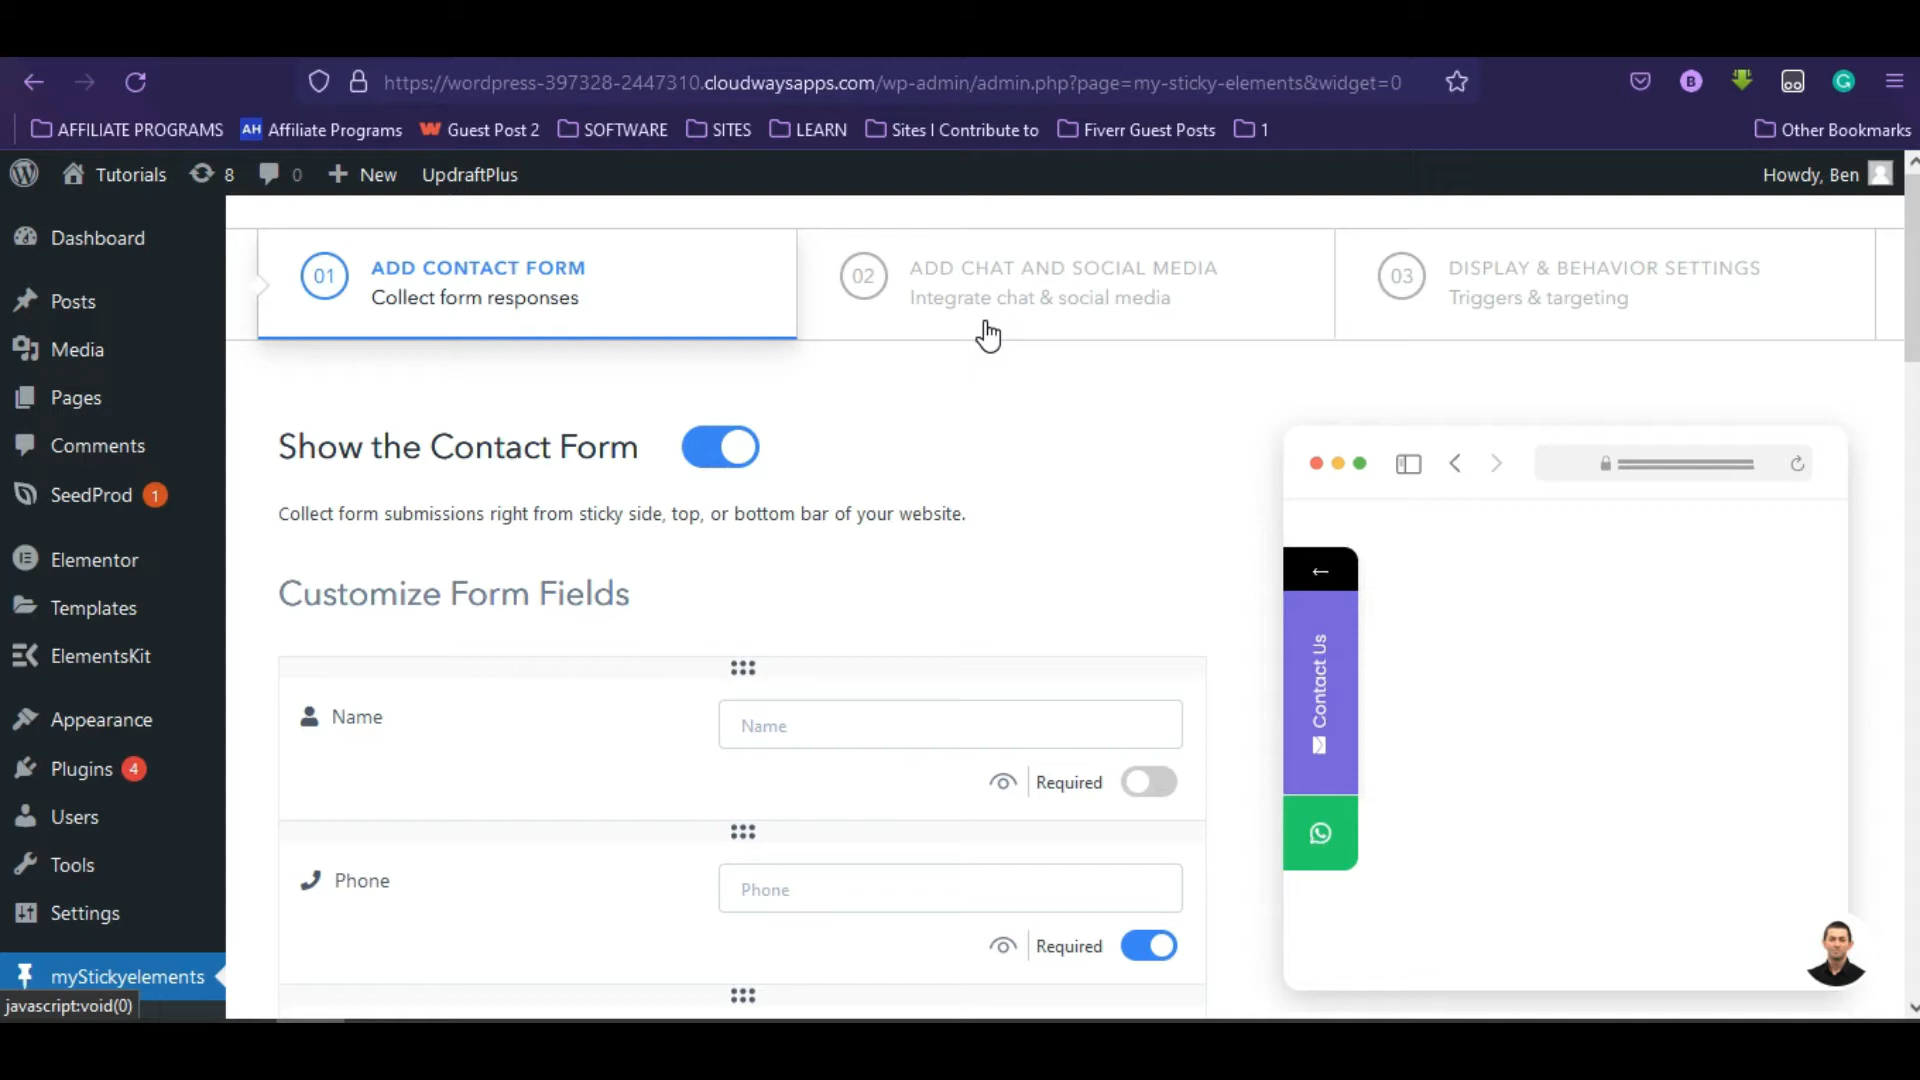 https://wordpress-397328-2447310.cloudwaysapps.com/wp-admin/admin.php?page=my-sticky-elements&widget=0
B
G
AFFILIATE PROGRAMS
AH Affiliate Programs
W Guest Post 2
SOFTWARE
SITES
LEARN
Sites I Contribute to
Fiverr Guest Posts
1
Other Bookmarks
Tutorials
8
0
New
UpdraftPlus
Howdy, Ben
Dashboard
Posts
Media
Pages
Comments
SeedProd 1
Elementor
Templates
ElementsKit
Appearance
Plugins 4
Users
Tools
Settings
myStickyelements
javascript:void(0)
01
ADD CONTACT FORM
Collect form responses
02
ADD CHAT AND SOCIAL MEDIA
Integrate chat & social media
03
DISPLAY & BEHAVIOR SETTINGS
Triggers & targeting
Show the Contact Form
Collect form submissions right from sticky side, top, or bottom bar of your website.
Customize Form Fields
Name
Name
Required
Phone
Phone
Required
Contact Us